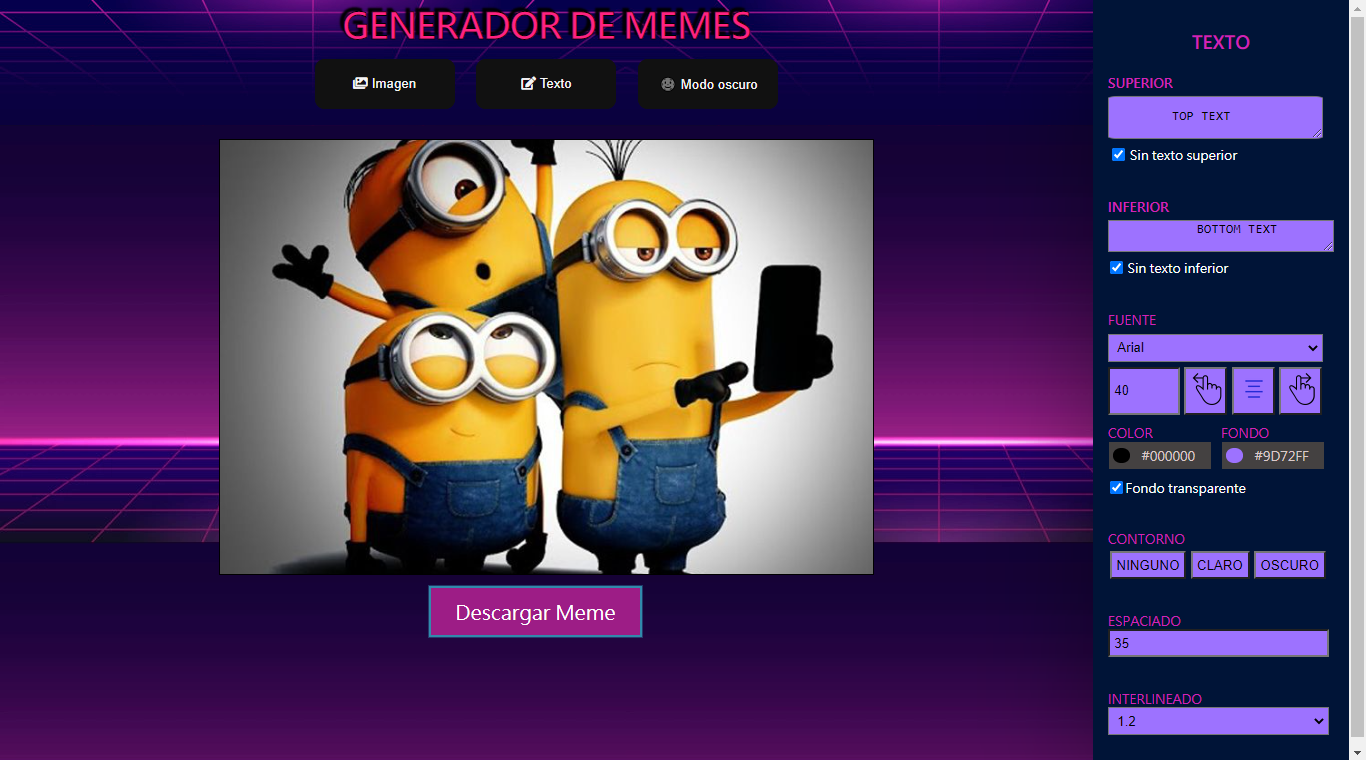 GENERADOR DE MEMES
Imagen
Texto
Modo oscuro
Descargar Meme
TEXTO
SUPERIOR
TOP TEXT
Sin texto superior
INFERIOR
BOTTOM TEXT
Sin texto inferior
FUENTE
Arial
40
COLOR FONDO
#000000 #9D72FF
Fondo transparente
CONTORNO
NINGUNO CLARO OSCURO
ESPACIADO
35
INTERLINEADO
1.2